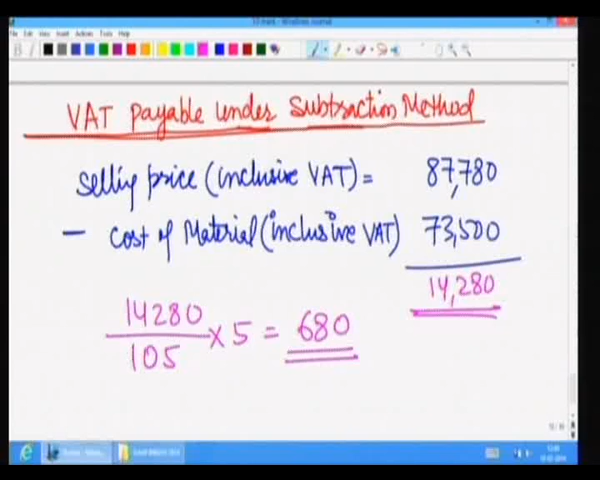 VAT Payable under Subtraction Method
Selling price (inclusive VAT) = 87,780
— Cost of Material (inclusive VAT) 73,500
14,280
14280
105
× 5 = 680